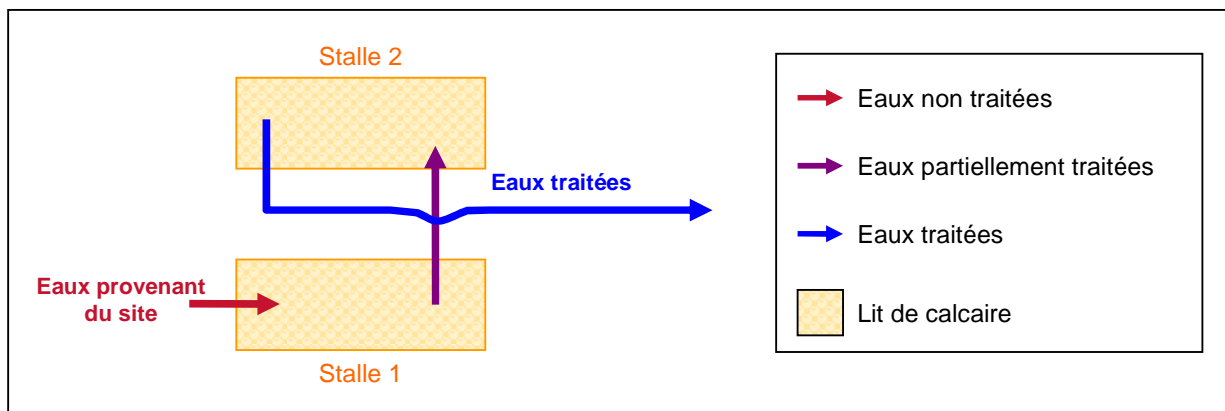 Stalle 2
Eaux traitées
Eaux provenant
du site
Stalle 1
Eaux non traitées
Eaux partiellement traitées
Eaux traitées
Lit de calcaire